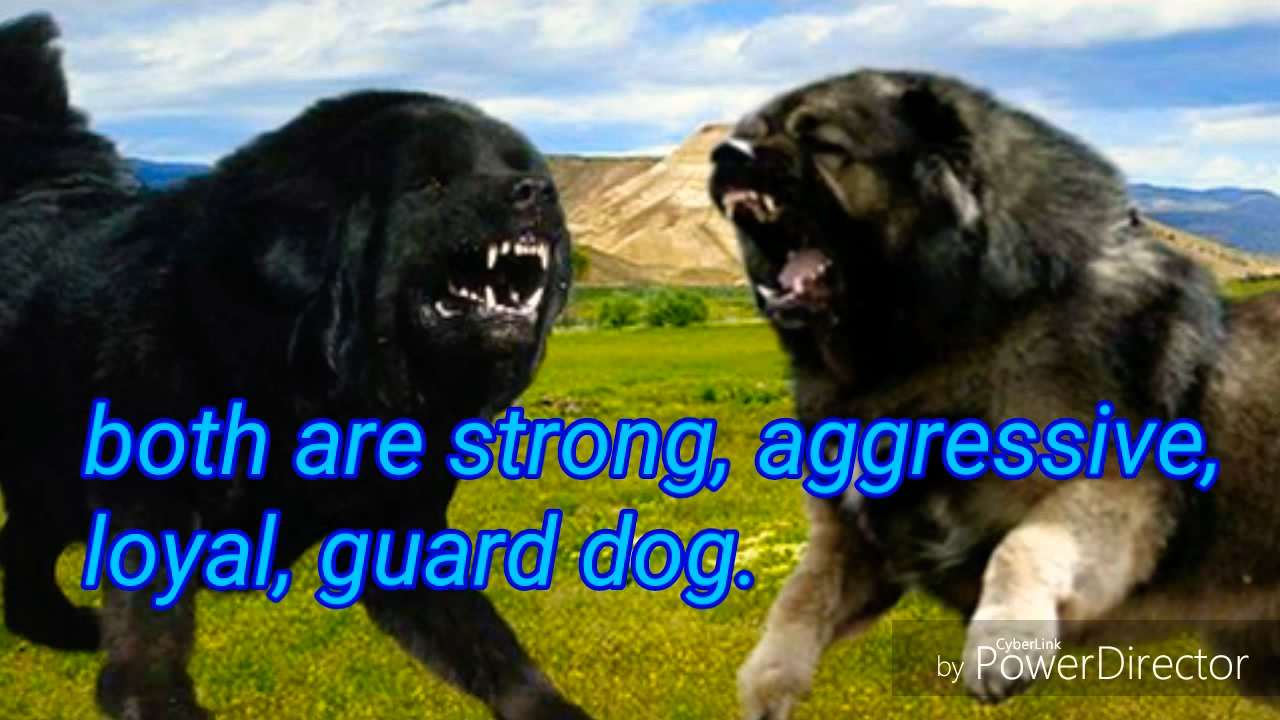 both are strong, aggressive,
loyal, guard dog.
CyberLink
by PowerDirector